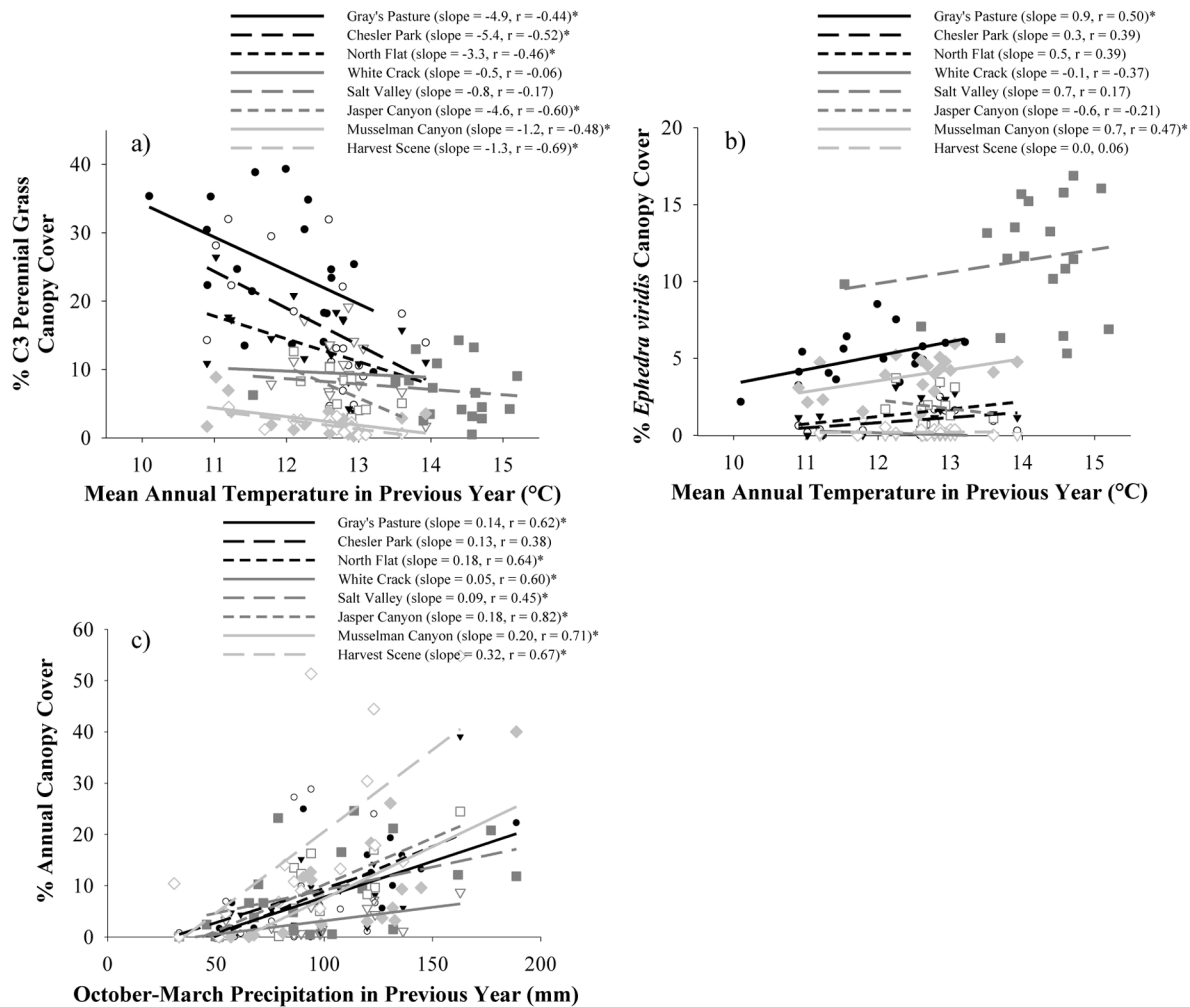 Gray's Pasture (slope = -4.9, r = -0.44)*
Chesler Park (slope = -5.4, r = -0.52)*
North Flat (slope = -3.3, r = -0.46)*
White Crack (slope = -0.5, r = -0.06)
Salt Valley (slope = -0.8, r = -0.17)
Jasper Canyon (slope = -4.6, r = -0.60)*
Musselman Canyon (slope = -1.2, r = -0.48)*
Harvest Scene (slope = -1.3, r = -0.69)*
a)
% C3 Perennial Grass
Canopy Cover
40
30
20
10
0
10 11 12 13 14 15
Mean Annual Temperature in Previous Year (°C)
Gray's Pasture (slope = 0.9, r = 0.50)*
Chesler Park (slope = 0.3, r = 0.39)
North Flat (slope = 0.5, r = 0.39)
White Crack (slope = -0.1, r = -0.37)
Salt Valley (slope = 0.7, r = 0.17)
Jasper Canyon (slope = -0.6, r = -0.21)
Musselman Canyon (slope = 0.7, r = 0.47)*
Harvest Scene (slope = 0.0, 0.06)
b)
% Ephedra viridis Canopy Cover
20
15
10
5
0
10 11 12 13 14 15
Mean Annual Temperature in Previous Year (°C)
Gray's Pasture (slope = 0.14, r = 0.62)*
Chesler Park (slope = 0.13, r = 0.38
North Flat (slope = 0.18, r = 0.64)*
White Crack (slope = 0.05, r = 0.60)*
Salt Valley (slope = 0.09, r = 0.45)*
Jasper Canyon (slope = 0.18, r = 0.82)*
Musselman Canyon (slope = 0.20, r = 0.71)*
Harvest Scene (slope = 0.32, r = 0.67)*
c)
% Annual Canopy Cover
60
50
40
30
20
10
0
0 50 100 150 200
October-March Precipitation in Previous Year (mm)